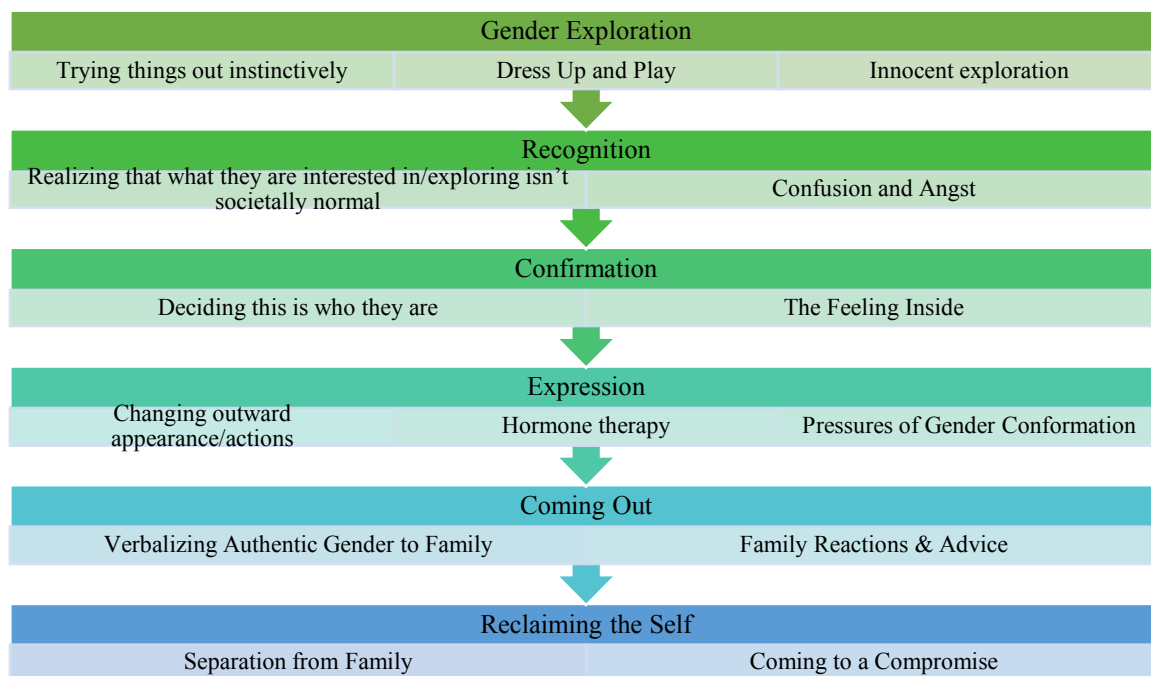 Gender Exploration
Trying things out instinctively
Dress Up and Play
Innocent exploration
Recognition
Realizing that what they are interested in/exploring isn’t
societally normal
Confusion and Angst
Confirmation
Deciding this is who they are
The Feeling Inside
Expression
Changing outward
appearance/actions
Hormone therapy
Pressures of Gender Conformation
Coming Out
Verbalizing Authentic Gender to Family
Family Reactions & Advice
Reclaiming the Self
Separation from Family
Coming to a Compromise